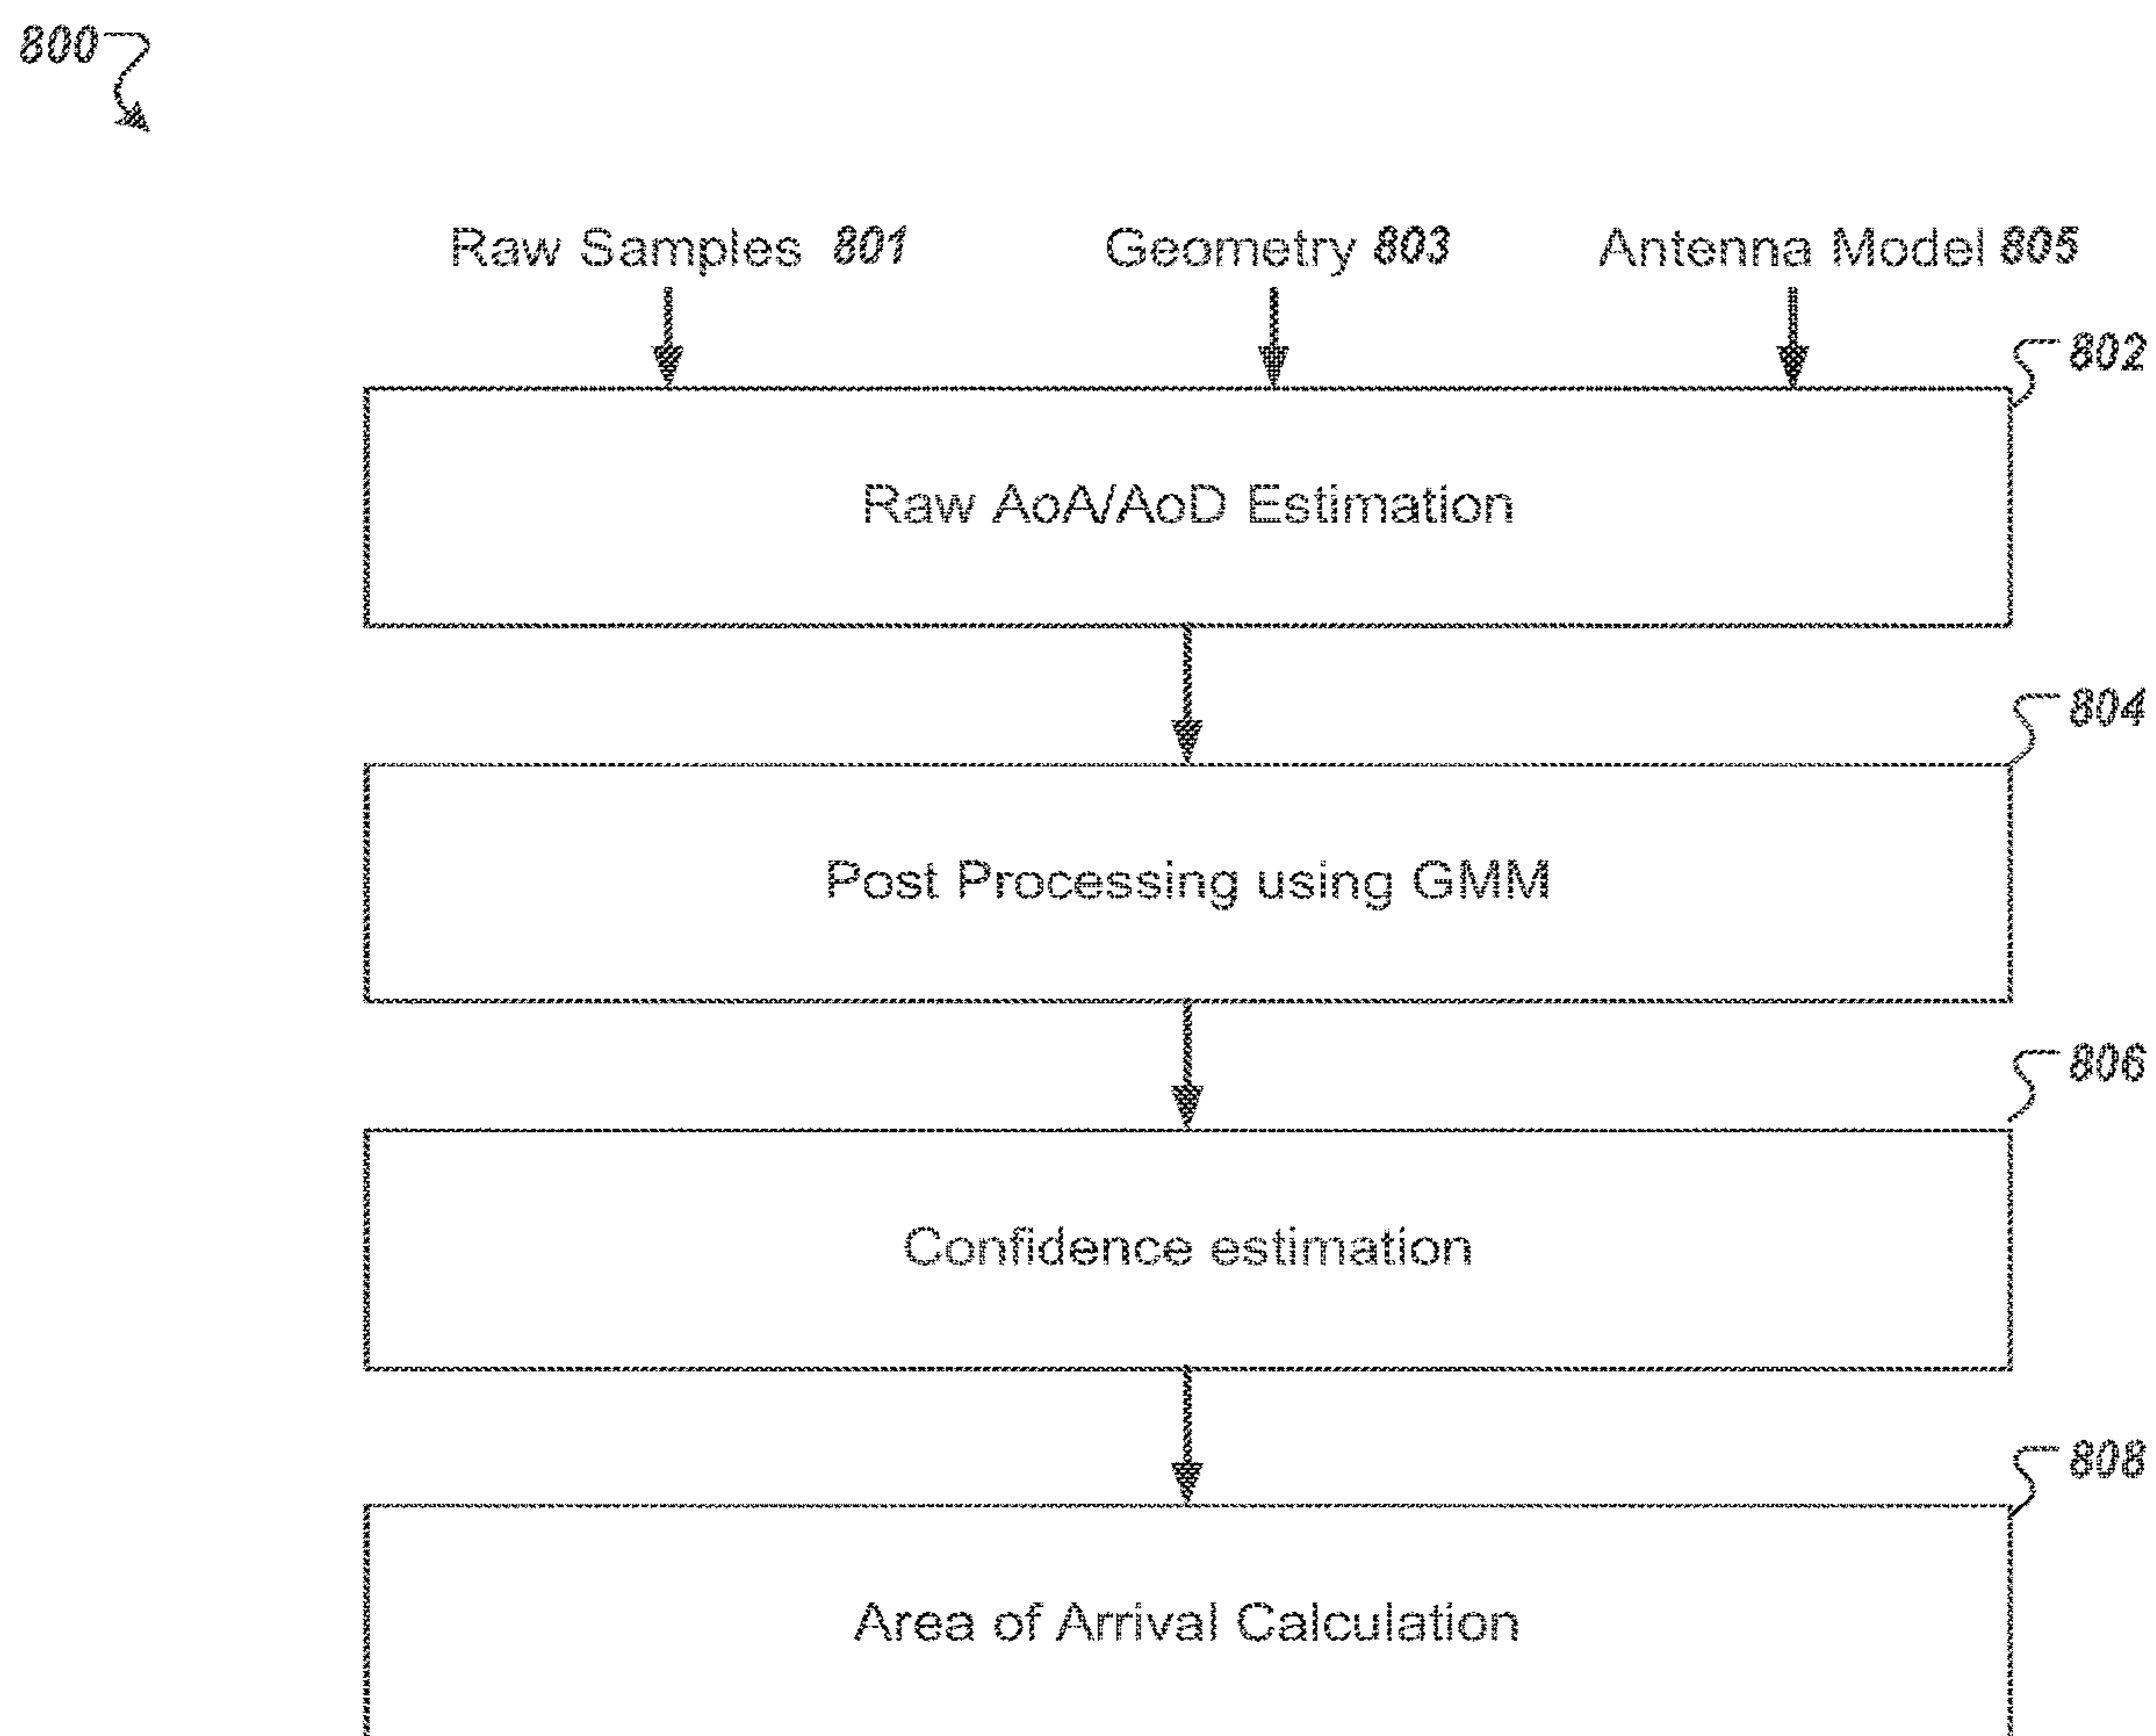 800
Raw Samples 801 Geometry 803 Antenna Model 805
802
Raw AoA/AoD Estimation
804
Post Processing using GMM
806
Confidence estimation
808
Area of Arrival Calculation